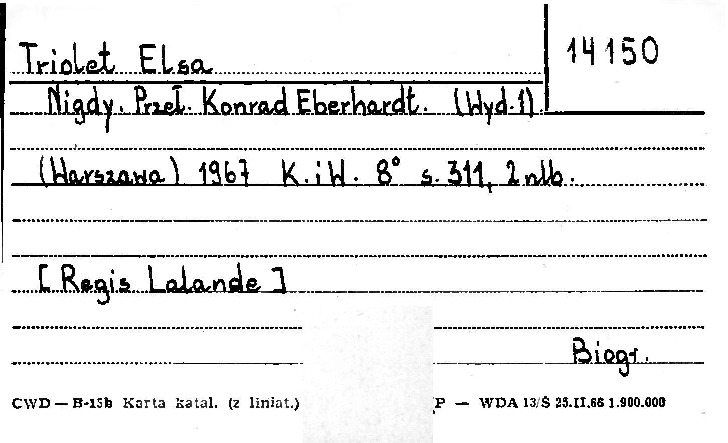 14150
Triolet Elsa
Nigdy. Przeł. Konrad Eberhardt. (Wyd. 1)
(Warszawa) 1967 K. i W. 8° s. 311, 2 nlb.
[Regis Lalande]
Biogr.
CWD — B-15b Karta katal. (z liniat.) P — WDA 13/Ś 25.II.66 1.900.000